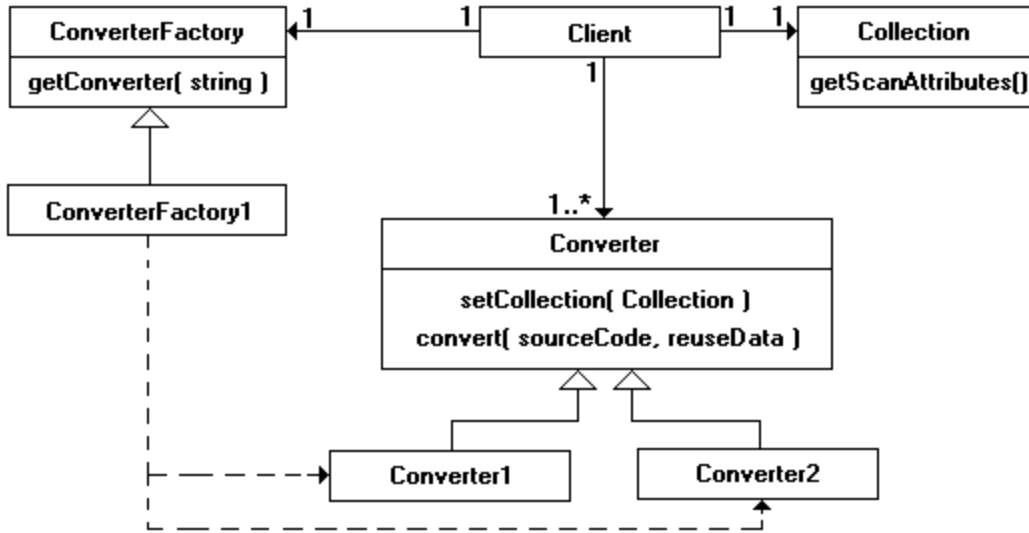 ConverterFactory
getConverter( string )
1
1
Client
1
1
1
Collection
getScanAttributes()
ConverterFactory1
1..*
Converter
setCollection( Collection )
convert( sourceCode, reuseData )
Converter1
Converter2